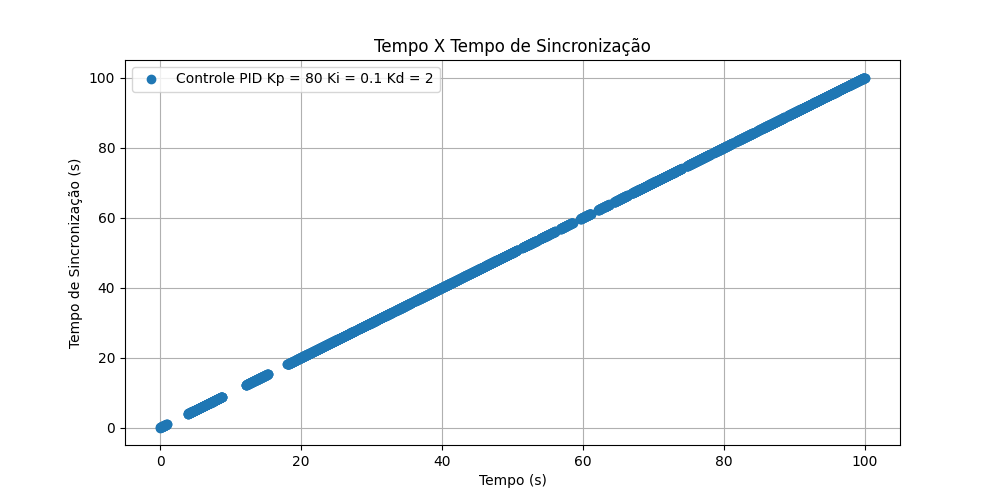 Tempo X Tempo de Sincronização
Controle PID Kp = 80 Ki = 0.1 Kd = 2
Tempo de Sincronização (s)
100
80
60
40
20
0
0 20 40 60 80 100
Tempo (s)